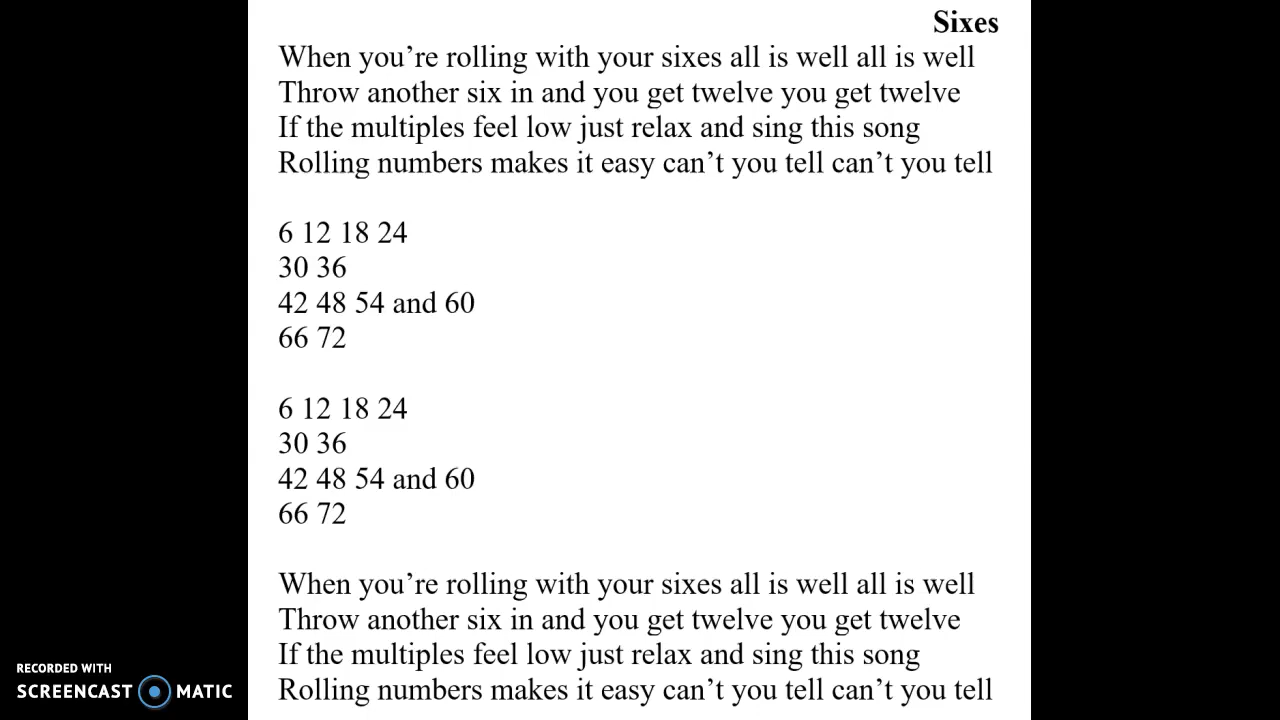 Sixes
When you’re rolling with your sixes all is well all is well
Throw another six in and you get twelve you get twelve
If the multiples feel low just relax and sing this song
Rolling numbers makes it easy can’t you tell can’t you tell
6 12 18 24
30 36
42 48 54 and 60
66 72
6 12 18 24
30 36
42 48 54 and 60
66 72
When you’re rolling with your sixes all is well all is well
Throw another six in and you get twelve you get twelve
If the multiples feel low just relax and sing this song
Rolling numbers makes it easy can’t you tell can’t you tell
RECORDED WITH
SCREENCAST MATIC